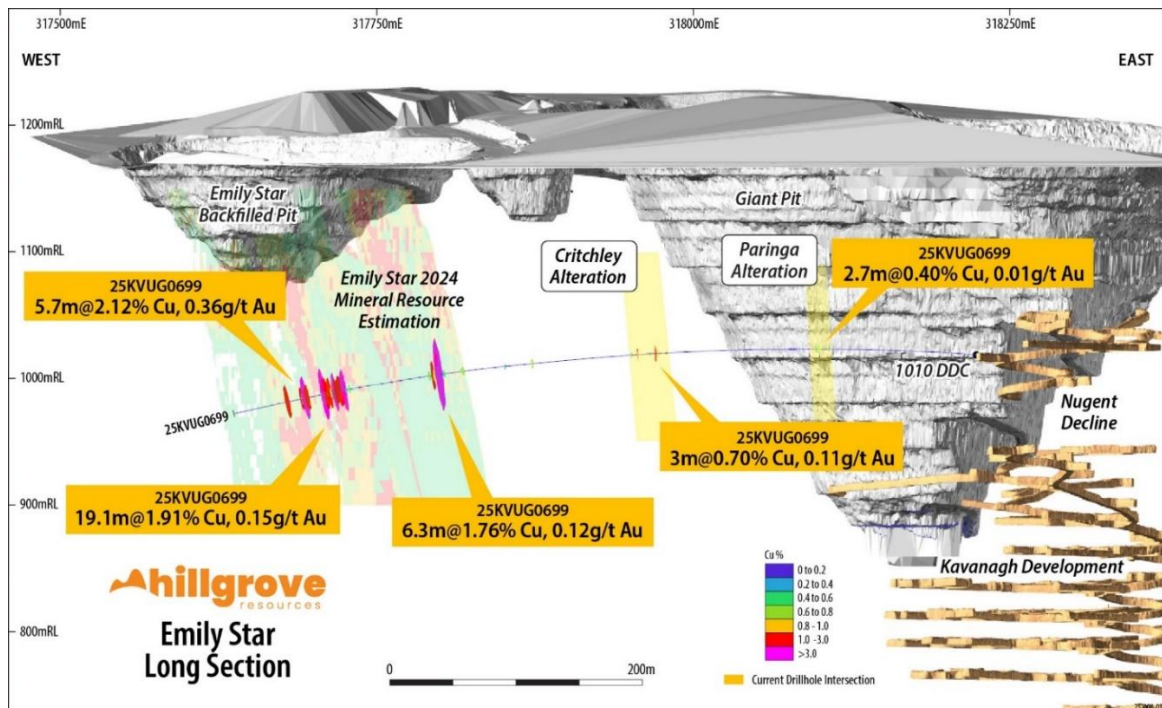 317500mE
317750mE
318000mE
318250mE
WEST
EAST
1200mRL
Emily Star
Backfilled Pit
Giant Pit
1100mRL
Critchley
Alteration
Paringa
Alteration
25KVUG0699
2.7m@0.40% Cu, 0.01g/t Au
25KVUG0699
5.7m@2.12% Cu, 0.36g/t Au
Emily Star 2024
Mineral Resource
Estimation
1000mRL
1010 DDC
25KVUG0699
Nugent
Decline
25KVUG0699
3m@0.70% Cu, 0.11g/t Au
25KVUG0699
19.1m@1.91% Cu, 0.15g/t Au
25KVUG0699
6.3m@1.76% Cu, 0.12g/t Au
900mRL
Kavanagh Development
hillgrove
resources
Emily Star
Long Section
800mRL
0
200m
Cu %
0 to 0.2
0.2 to 0.4
0.4 to 0.6
0.6 to 0.8
0.8 - 1.0
1.0 -3.0
>3.0
Current Drillhole Intersection